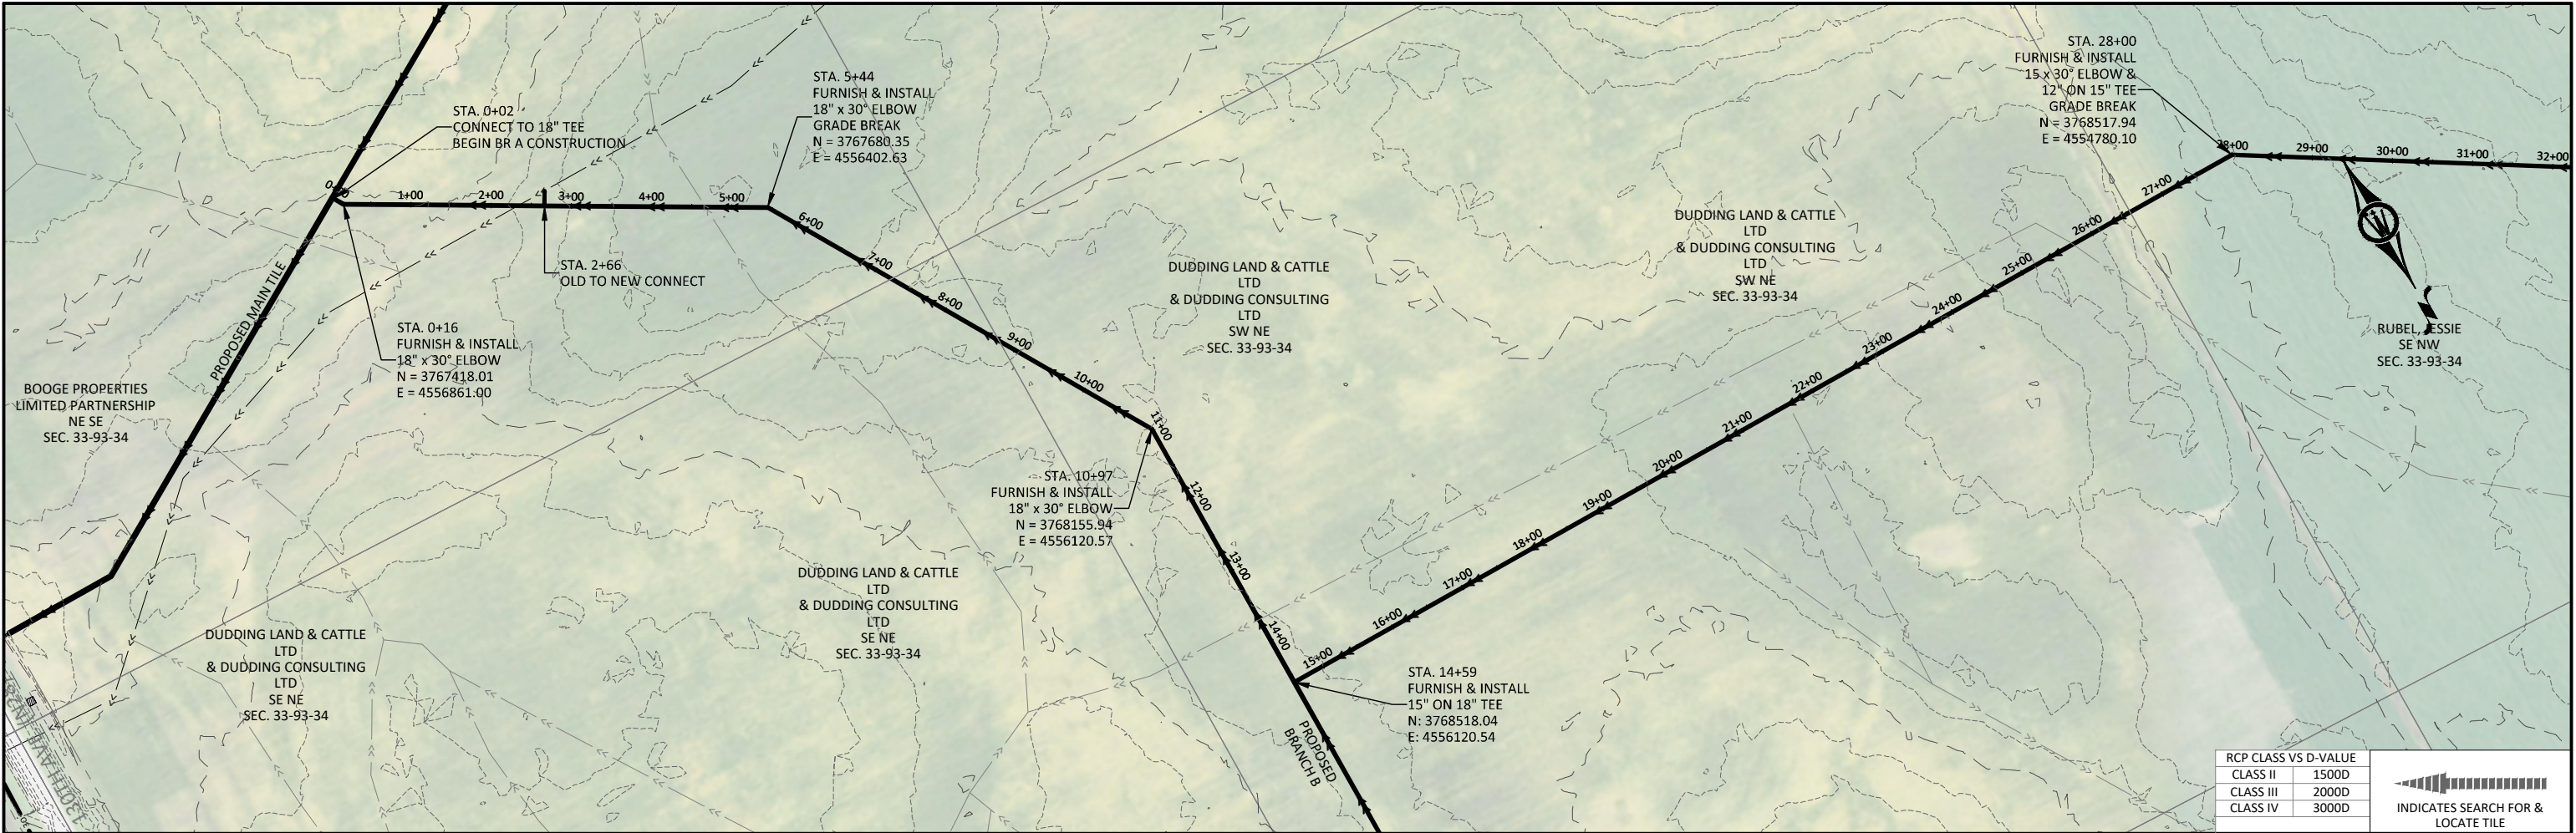 STA. 0+02
CONNECT TO 18" TEE
BEGIN BR A CONSTRUCTION
STA. 5+44
FURNISH & INSTALL
18" x 30° ELBOW
GRADE BREAK
N = 3767680.35
E = 4556402.63
STA. 28+00
FURNISH & INSTALL
15 x 30° ELBOW &
12" ON 15" TEE
GRADE BREAK
N = 3768517.94
E = 4554780.10
1+00
2+00
3+00
4+00
5+00
6+00
7+00
8+00
9+00
10+00
11+00
12+00
13+00
14+00
15+00
16+00
17+00
18+00
19+00
20+00
21+00
22+00
23+00
24+00
25+00
26+00
27+00
28+00
29+00
30+00
31+00
32+00
STA. 2+66
OLD TO NEW CONNECT
STA. 0+16
FURNISH & INSTALL
18" x 30° ELBOW
N = 3767418.01
E = 4556861.00
PROPOSED MAIN TILE
BOOGE PROPERTIES
LIMITED PARTNERSHIP
NE SE
SEC. 33-93-34
DUDDING LAND & CATTLE
LTD
& DUDDING CONSULTING
LTD
SW NE
SEC. 33-93-34
DUDDING LAND & CATTLE
LTD
& DUDDING CONSULTING
LTD
SW NE
SEC. 33-93-34
RUBEL, JESSIE
SE NW
SEC. 33-93-34
STA. 10+97
FURNISH & INSTALL
18" x 30° ELBOW
N = 3768155.94
E = 4556120.57
DUDDING LAND & CATTLE
LTD
& DUDDING CONSULTING
LTD
SE NE
SEC. 33-93-34
DUDDING LAND & CATTLE
LTD
& DUDDING CONSULTING
LTD
SE NE
SEC. 33-93-34
STA. 14+59
FURNISH & INSTALL
15" ON 18" TEE
N: 3768518.04
E: 4556120.54
PROPOSED
BRANCH B
N
RCP CLASS VS D-VALUE
CLASS II 1500D
CLASS III 2000D
CLASS IV 3000D
INDICATES SEARCH FOR &
LOCATE TILE